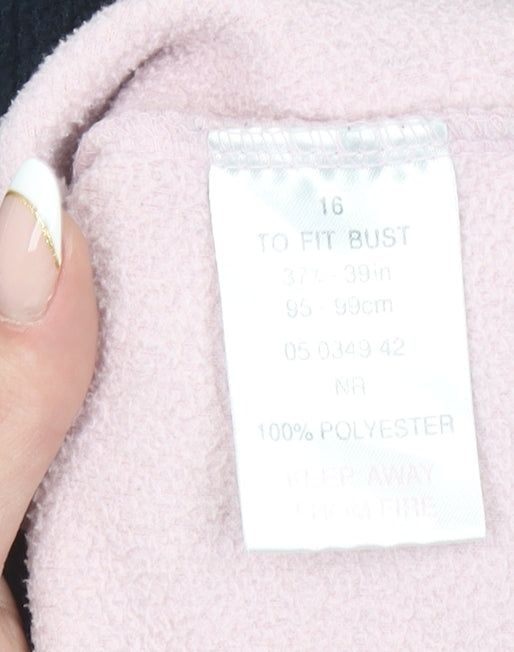 16
TO FIT BUST
37½ - 39in
95 - 99cm
05 0349 42
NR
100% POLYESTER
KEEP AWAY
FROM FIRE